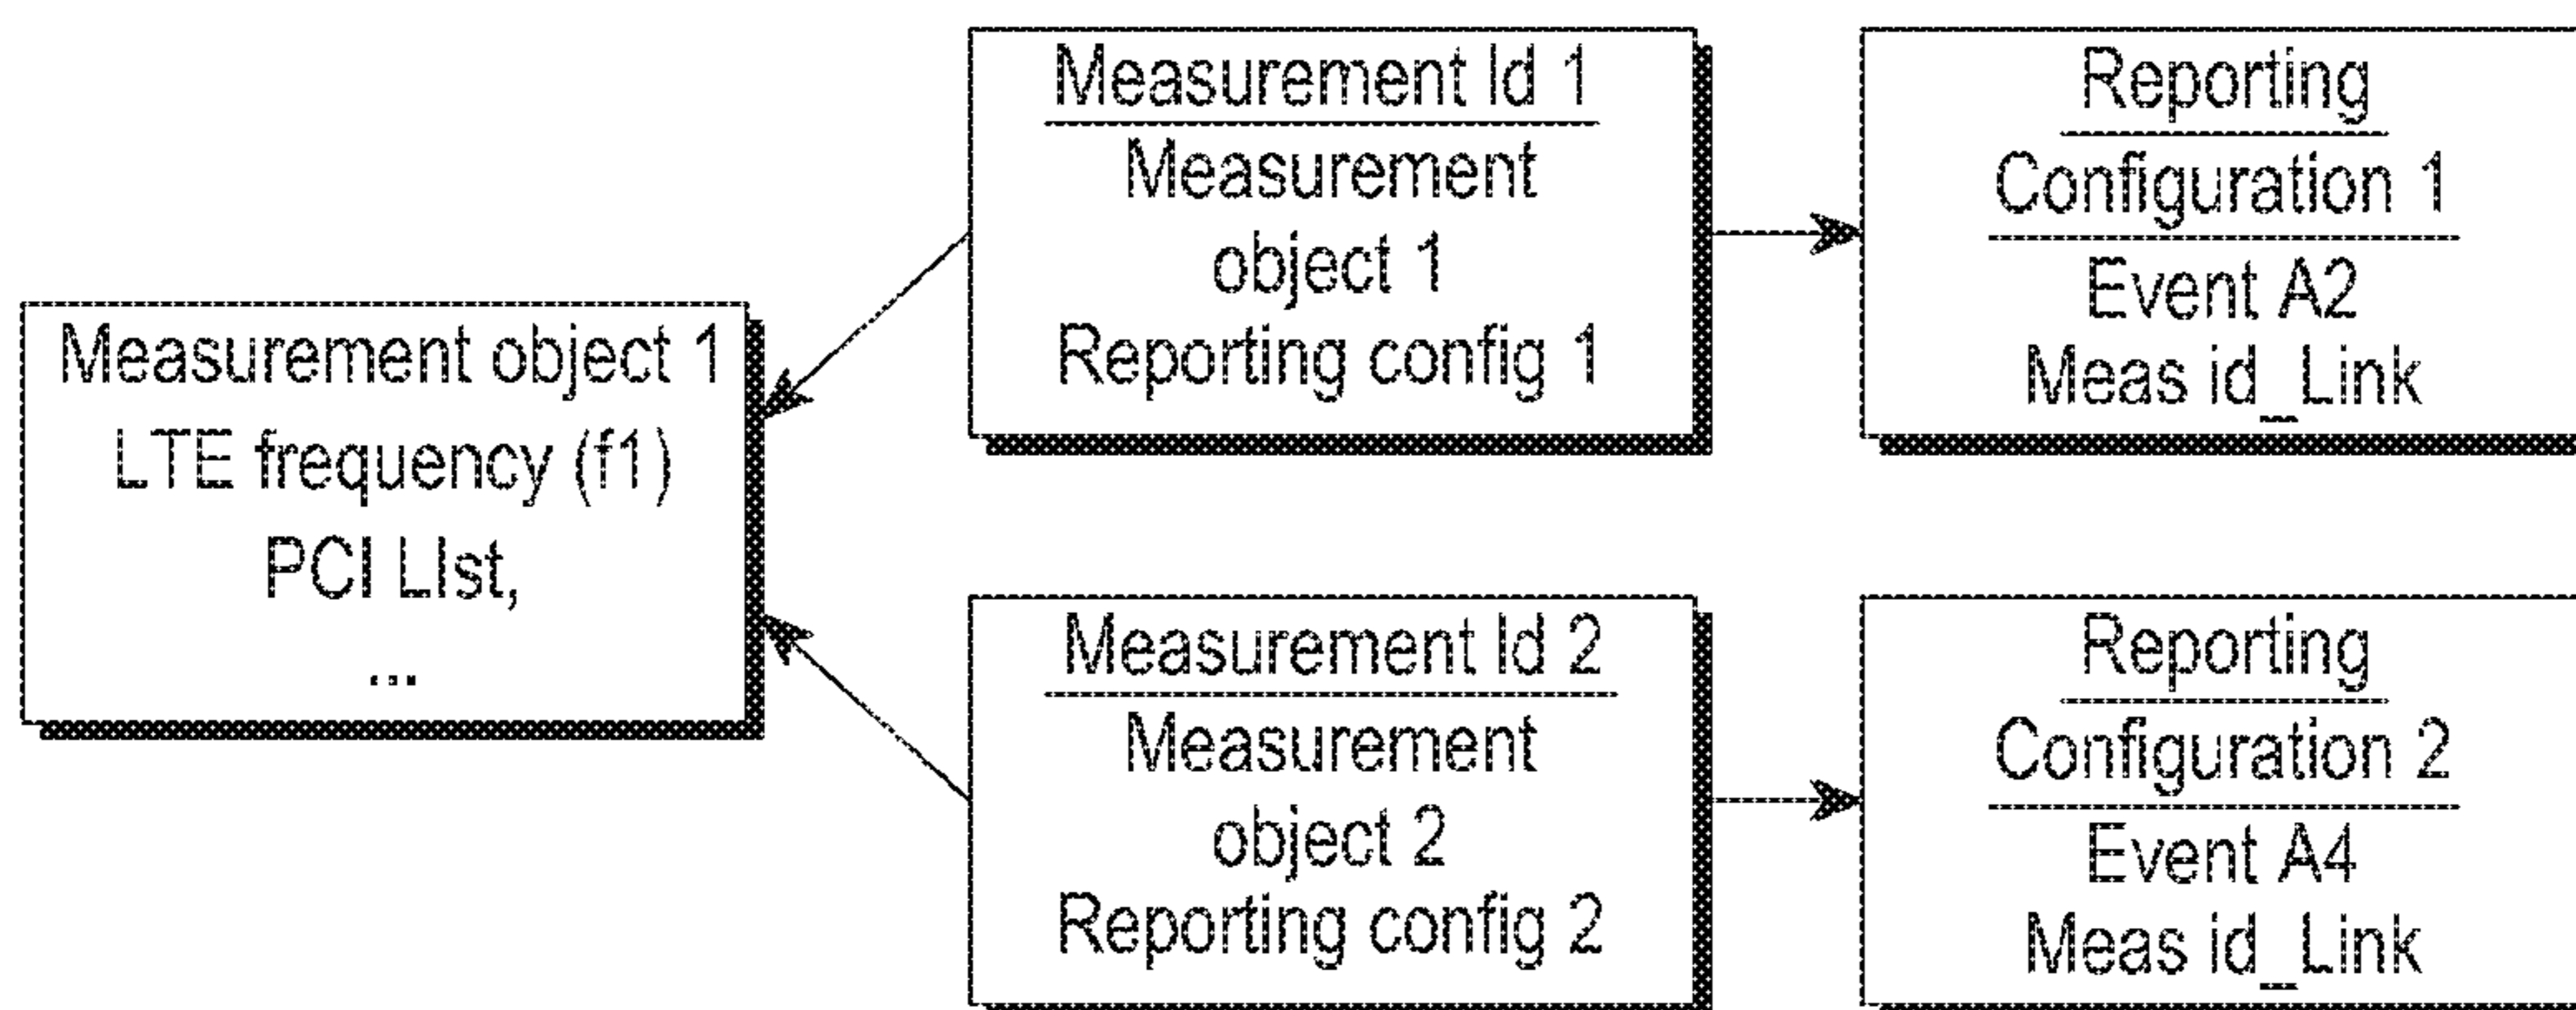 Measurement object 1
LTE frequency (f1)
PCI LIst,
...
Measurement Id 1
Measurement
object 1
Reporting config 1
Reporting
Configuration 1
Event A2
Meas id_Link
Measurement Id 2
Measurement
object 2
Reporting config 2
Reporting
Configuration 2
Event A4
Meas id_Link